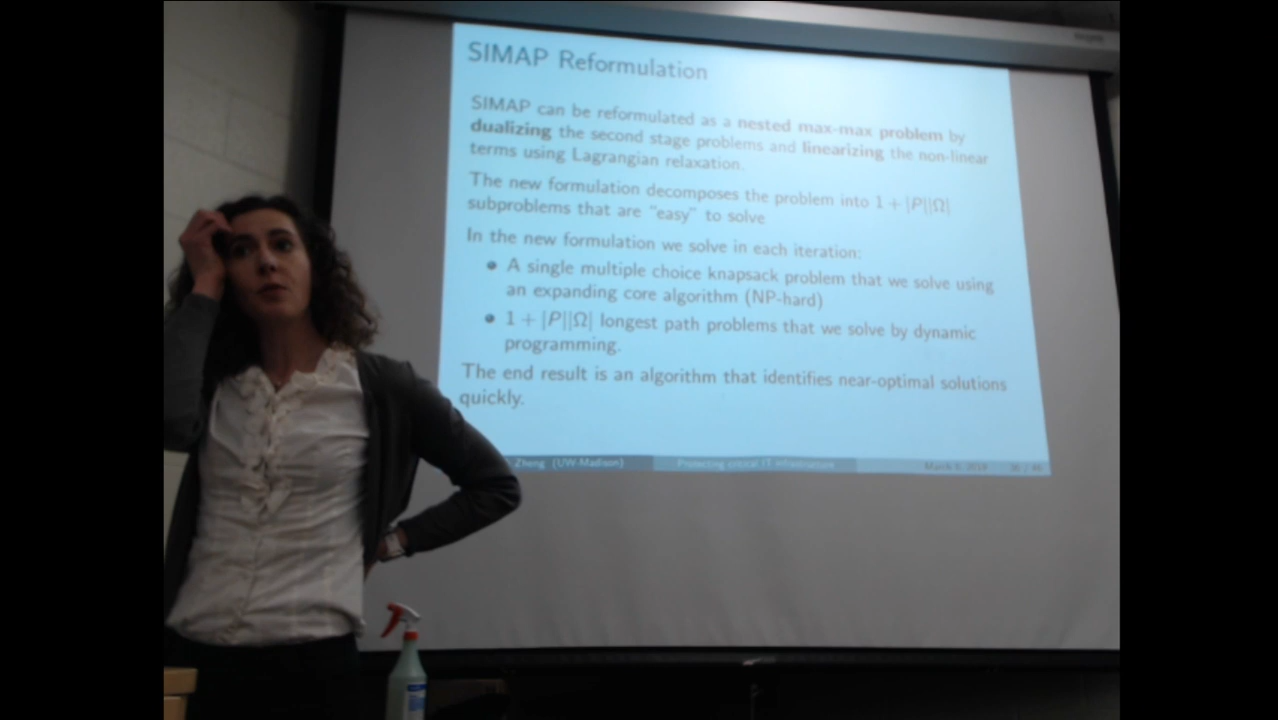 SIMAP Reformulation
SIMAP can be reformulated as a nested max-max problem by
dualizing the second stage problems and linearizing the non-linear
terms using Lagrangian relaxation.
The new formulation decomposes the problem into 1 + |P||Ω|
subproblems that are "easy" to solve
In the new formulation we solve in each iteration:
• A single multiple choice knapsack problem that we solve using
an expanding core algorithm (NP-hard)
• 1 + |P||Ω| longest path problems that we solve by dynamic
programming.
The end result is an algorithm that identifies near-optimal solutions
quickly.
Zheng (UW-Madison) Protecting critical IT infrastructure March